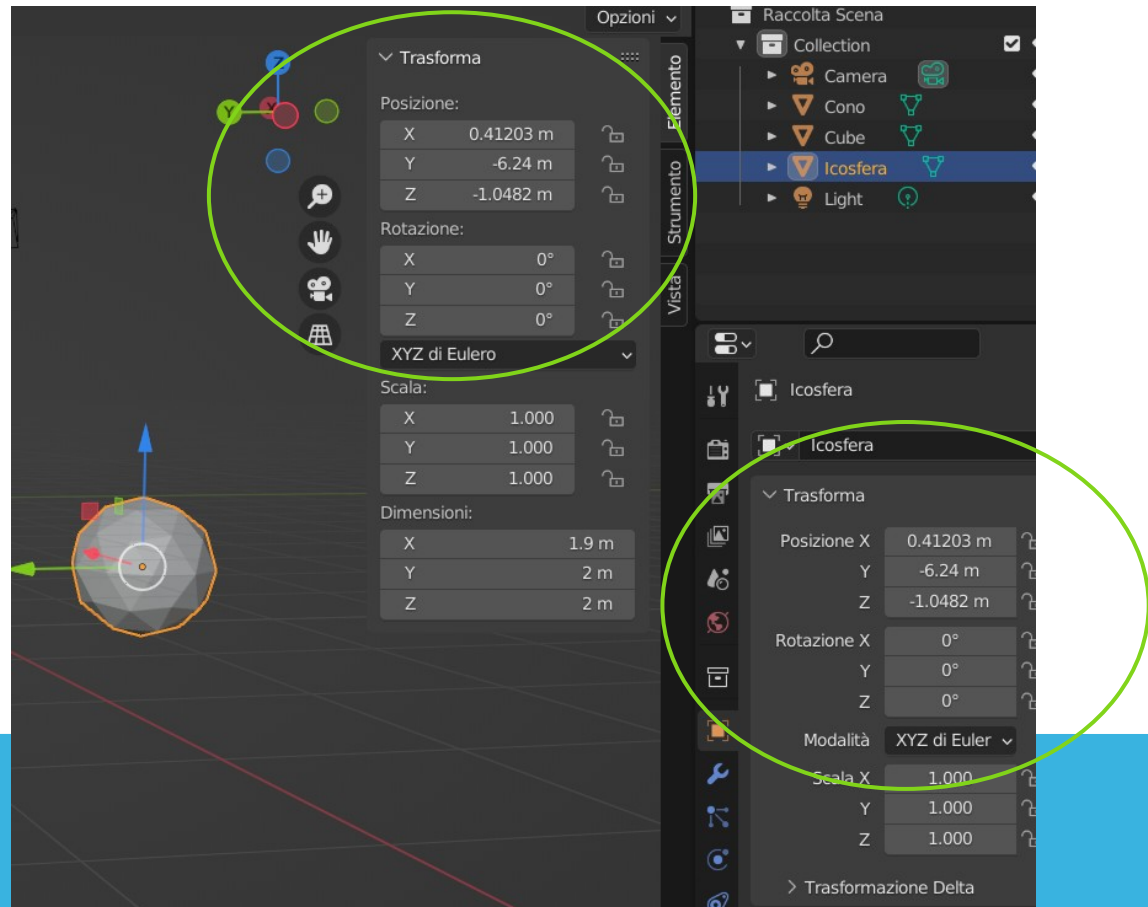 Opzioni
Trasforma
Posizione:
X 0.41203 m
Y -6.24 m
Z -1.0482 m
Rotazione:
X 0°
Y 0°
Z 0°
XYZ di Eulero
Scala:
X 1.000
Y 1.000
Z 1.000
Dimensioni:
X 1.9 m
Y 2 m
Z 2 m
Elemento
Strumento
Vista
Z
Y
X
Raccolta Scena
Collection
Camera
Cono
Cube
Icosfera
Light
Icosfera
Icosfera
Trasforma
Posizione X 0.41203 m
Y -6.24 m
Z -1.0482 m
Rotazione X 0°
Y 0°
Z 0°
Modalità XYZ di Euler
Scala X 1.000
Y 1.000
Z 1.000
Trasformazione Delta